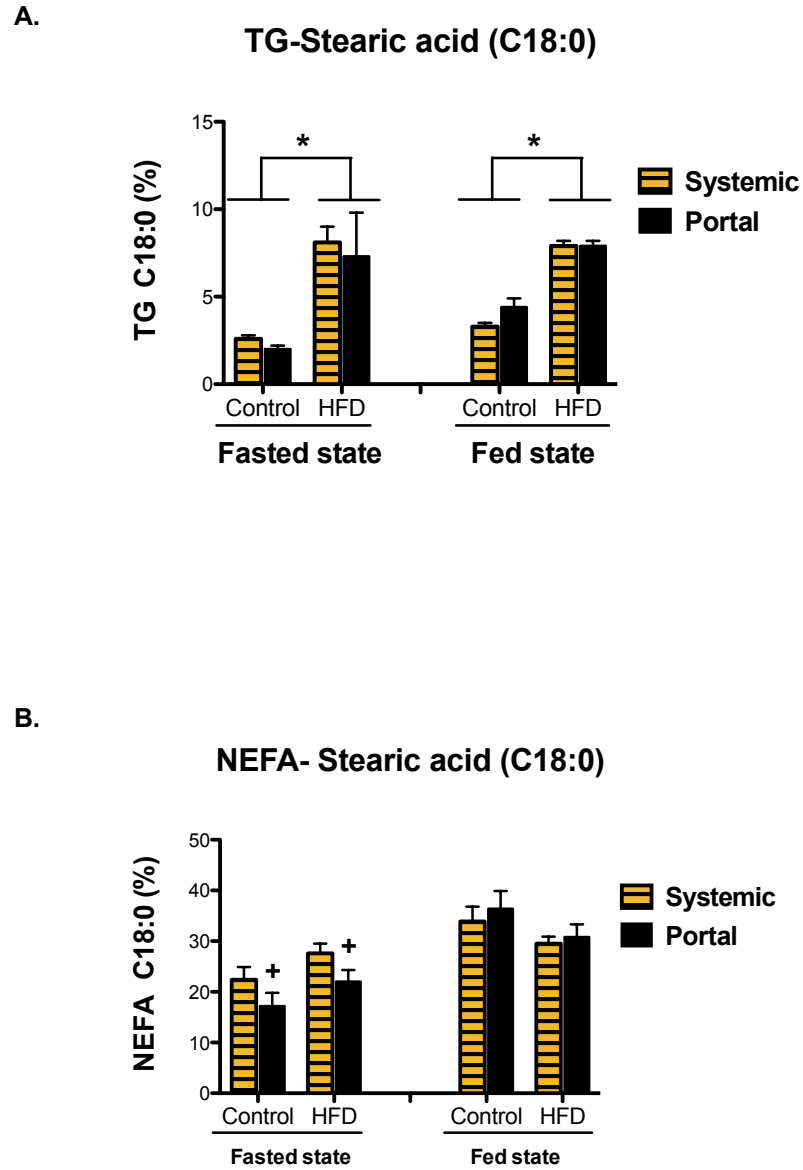 A.
TG-Stearic acid (C18:0)
TG C18:0 (%)
15
10
5
0
* *
Systemic
Portal
Control HFD Control HFD
Fasted state Fed state
B.
NEFA- Stearic acid (C18:0)
NEFA C18:0 (%)
50
40
30
20
10
0
+ +
Systemic
Portal
Control HFD Control HFD
Fasted state Fed state